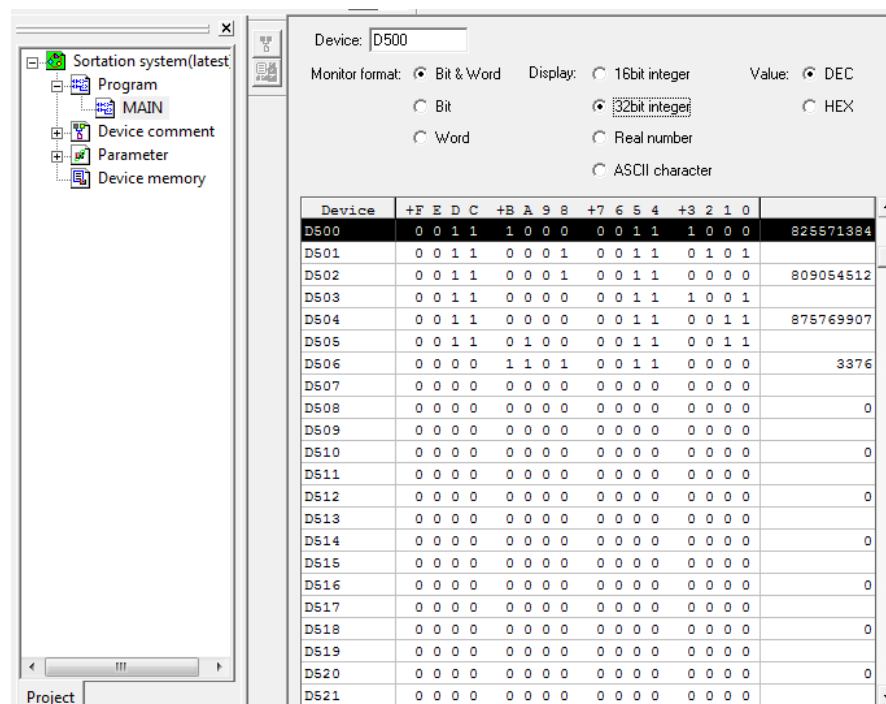 Sortation system(latest
Program
MAIN
Device comment
Parameter
Device memory
Project
Device: D500
Monitor format: Bit & Word Display: 16bit integer Value: DEC
Bit 32bit integer HEX
Word Real number
ASCII character
Device +F E D C +B A 9 8 +7 6 5 4 +3 2 1 0
D500 0 0 1 1 1 0 0 0 0 0 1 1 1 0 0 0 825571384
D501 0 0 1 1 0 0 0 1 0 0 1 1 0 1 0 1
D502 0 0 1 1 0 0 0 1 0 0 1 1 0 0 0 0 809054512
D503 0 0 1 1 0 0 0 0 0 0 1 1 1 0 0 1
D504 0 0 1 1 0 0 0 0 0 0 1 1 0 0 1 1 875769907
D505 0 0 1 1 0 1 0 0 0 0 1 1 0 0 1 1
D506 0 0 0 0 1 1 0 1 0 0 1 1 0 0 0 0 3376
D507 0 0 0 0 0 0 0 0 0 0 0 0 0 0 0 0
D508 0 0 0 0 0 0 0 0 0 0 0 0 0 0 0 0 0
D509 0 0 0 0 0 0 0 0 0 0 0 0 0 0 0 0
D510 0 0 0 0 0 0 0 0 0 0 0 0 0 0 0 0 0
D511 0 0 0 0 0 0 0 0 0 0 0 0 0 0 0 0
D512 0 0 0 0 0 0 0 0 0 0 0 0 0 0 0 0 0
D513 0 0 0 0 0 0 0 0 0 0 0 0 0 0 0 0
D514 0 0 0 0 0 0 0 0 0 0 0 0 0 0 0 0 0
D515 0 0 0 0 0 0 0 0 0 0 0 0 0 0 0 0
D516 0 0 0 0 0 0 0 0 0 0 0 0 0 0 0 0 0
D517 0 0 0 0 0 0 0 0 0 0 0 0 0 0 0 0
D518 0 0 0 0 0 0 0 0 0 0 0 0 0 0 0 0 0
D519 0 0 0 0 0 0 0 0 0 0 0 0 0 0 0 0
D520 0 0 0 0 0 0 0 0 0 0 0 0 0 0 0 0 0
D521 0 0 0 0 0 0 0 0 0 0 0 0 0 0 0 0